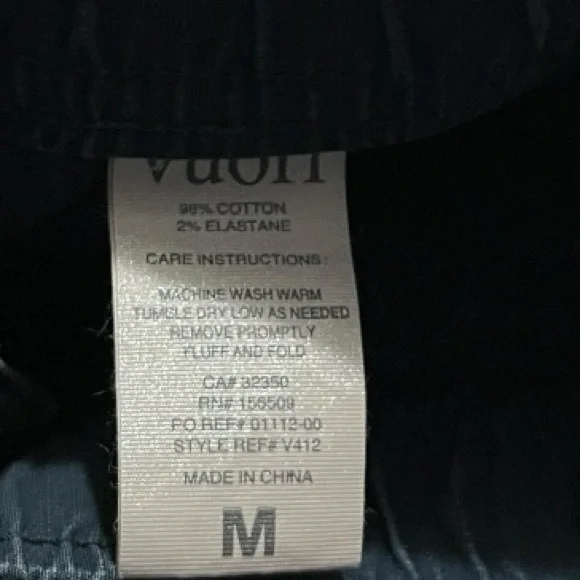 vuori
98% COTTON
2% ELASTANE
CARE INSTRUCTIONS:
MACHINE WASH WARM
TUMBLE DRY LOW AS NEEDED
REMOVE PROMPTLY
FLUFF AND FOLD
CA# 32350
RN# 156509
PO REF# 01112-00
STYLE REF# V412
MADE IN CHINA
M